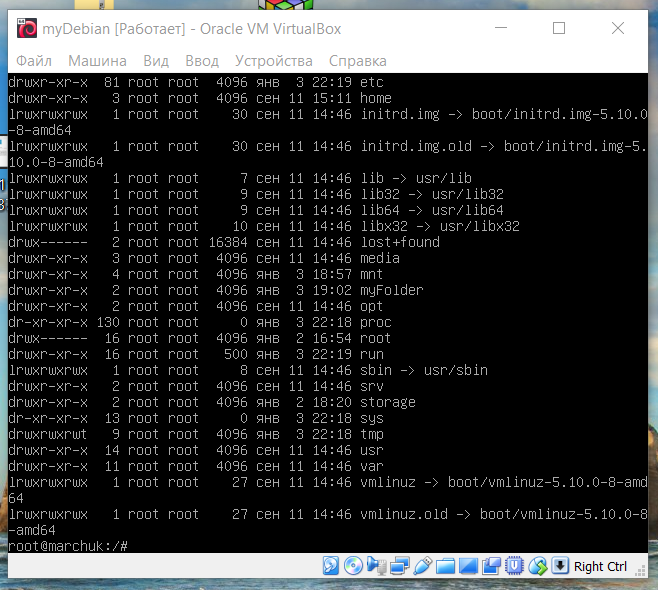 myDebian [Работает] - Oracle VM VirtualBox
Файл Машина Вид Ввод Устройства Справка
drwxr-xr-x  81 root root  4096 янв  3 22:19 etc
drwxr-xr-x   3 root root  4096 сен 11 15:11 home
lrwxrwxrwx   1 root root    30 сен 11 14:46 initrd.img -> boot/initrd.img-5.10.0
-8-amd64
lrwxrwxrwx   1 root root    30 сен 11 14:46 initrd.img.old -> boot/initrd.img-5.
10.0-8-amd64
lrwxrwxrwx   1 root root     7 сен 11 14:46 lib -> usr/lib
lrwxrwxrwx   1 root root     9 сен 11 14:46 lib32 -> usr/lib32
lrwxrwxrwx   1 root root     9 сен 11 14:46 lib64 -> usr/lib64
lrwxrwxrwx   1 root root    10 сен 11 14:46 libx32 -> usr/libx32
drwx------   2 root root 16384 сен 11 14:46 lost+found
drwxr-xr-x   3 root root  4096 сен 11 14:46 media
drwxr-xr-x   4 root root  4096 янв  3 18:57 mnt
drwxr-xr-x   2 root root  4096 янв  3 19:02 myFolder
drwxr-xr-x   2 root root  4096 сен 11 14:46 opt
dr-xr-xr-x 130 root root     0 янв  3 22:18 proc
drwx------  16 root root  4096 янв  2 16:54 root
drwxr-xr-x  16 root root   500 янв  3 22:19 run
lrwxrwxrwx   1 root root     8 сен 11 14:46 sbin -> usr/sbin
drwxr-xr-x   2 root root  4096 сен 11 14:46 srv
drwxr-xr-x   2 root root  4096 янв  2 18:20 storage
dr-xr-xr-x  13 root root     0 янв  3 22:18 sys
drwxrwxrwt   9 root root  4096 янв  3 22:18 tmp
drwxr-xr-x  14 root root  4096 сен 11 14:46 usr
drwxr-xr-x  11 root root  4096 сен 11 14:46 var
lrwxrwxrwx   1 root root    27 сен 11 14:46 vmlinuz -> boot/vmlinuz-5.10.0-8-amd
64
lrwxrwxrwx   1 root root    27 сен 11 14:46 vmlinuz.old -> boot/vmlinuz-5.10.0-8
-amd64
root@marchuk:/#
Right Ctrl